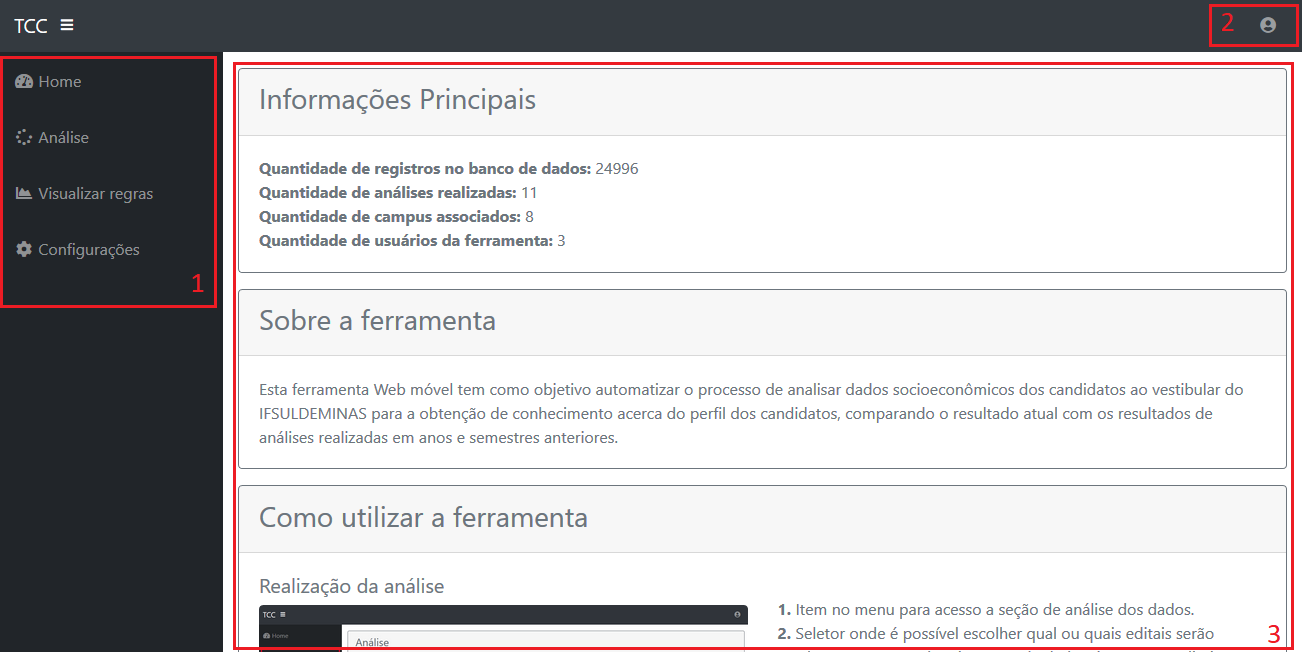 TCC
2
Home
Análise
Visualizar regras
Configurações
1
Informações Principais
Quantidade de registros no banco de dados: 24996
Quantidade de análises realizadas: 11
Quantidade de campus associados: 8
Quantidade de usuários da ferramenta: 3
Sobre a ferramenta
Esta ferramenta Web móvel tem como objetivo automatizar o processo de analisar dados socioeconômicos dos candidatos ao vestibular do
IFSULDEMINAS para a obtenção de conhecimento acerca do perfil dos candidatos, comparando o resultado atual com os resultados de
análises realizadas em anos e semestres anteriores.
Como utilizar a ferramenta
Realização da análise
TCC
Home
Análise
1. Item no menu para acesso a seção de análise dos dados.
2. Seletor onde é possível escolher qual ou quais editais serão
3